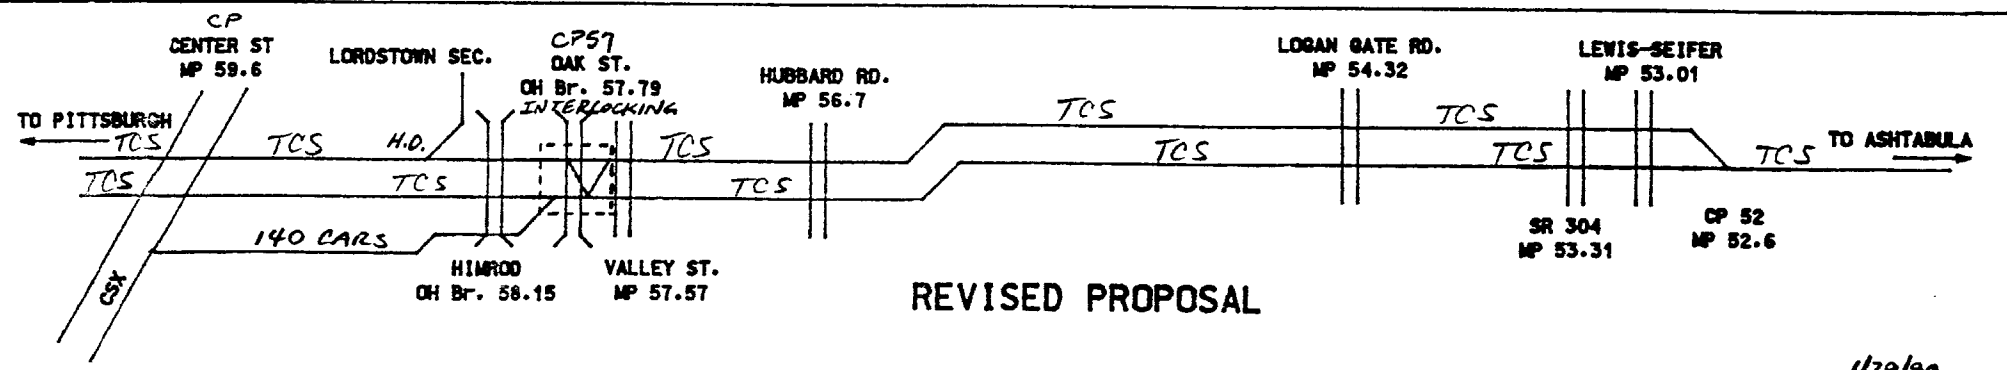 CP
CENTER ST
MP 59.6
LORDSTOWN SEC.
CP57
OAK ST.
OH Br. 57.79
INTERLOCKING
HUBBARD RD.
MP 56.7
LOGAN GATE RD.
MP 54.32
LEWIS-SEIFER
MP 53.01
TO PITTSBURGH
TCS
TCS
H.D.
TCS
TCS
TCS
TO ASHTABULA
TCS
TCS
TCS
TCS
TCS
TCS
140 CARS
CSX
HIMROD
OH Br. 58.15
VALLEY ST.
MP 57.57
SR 304
MP 53.31
CP 52
MP 52.6
REVISED PROPOSAL